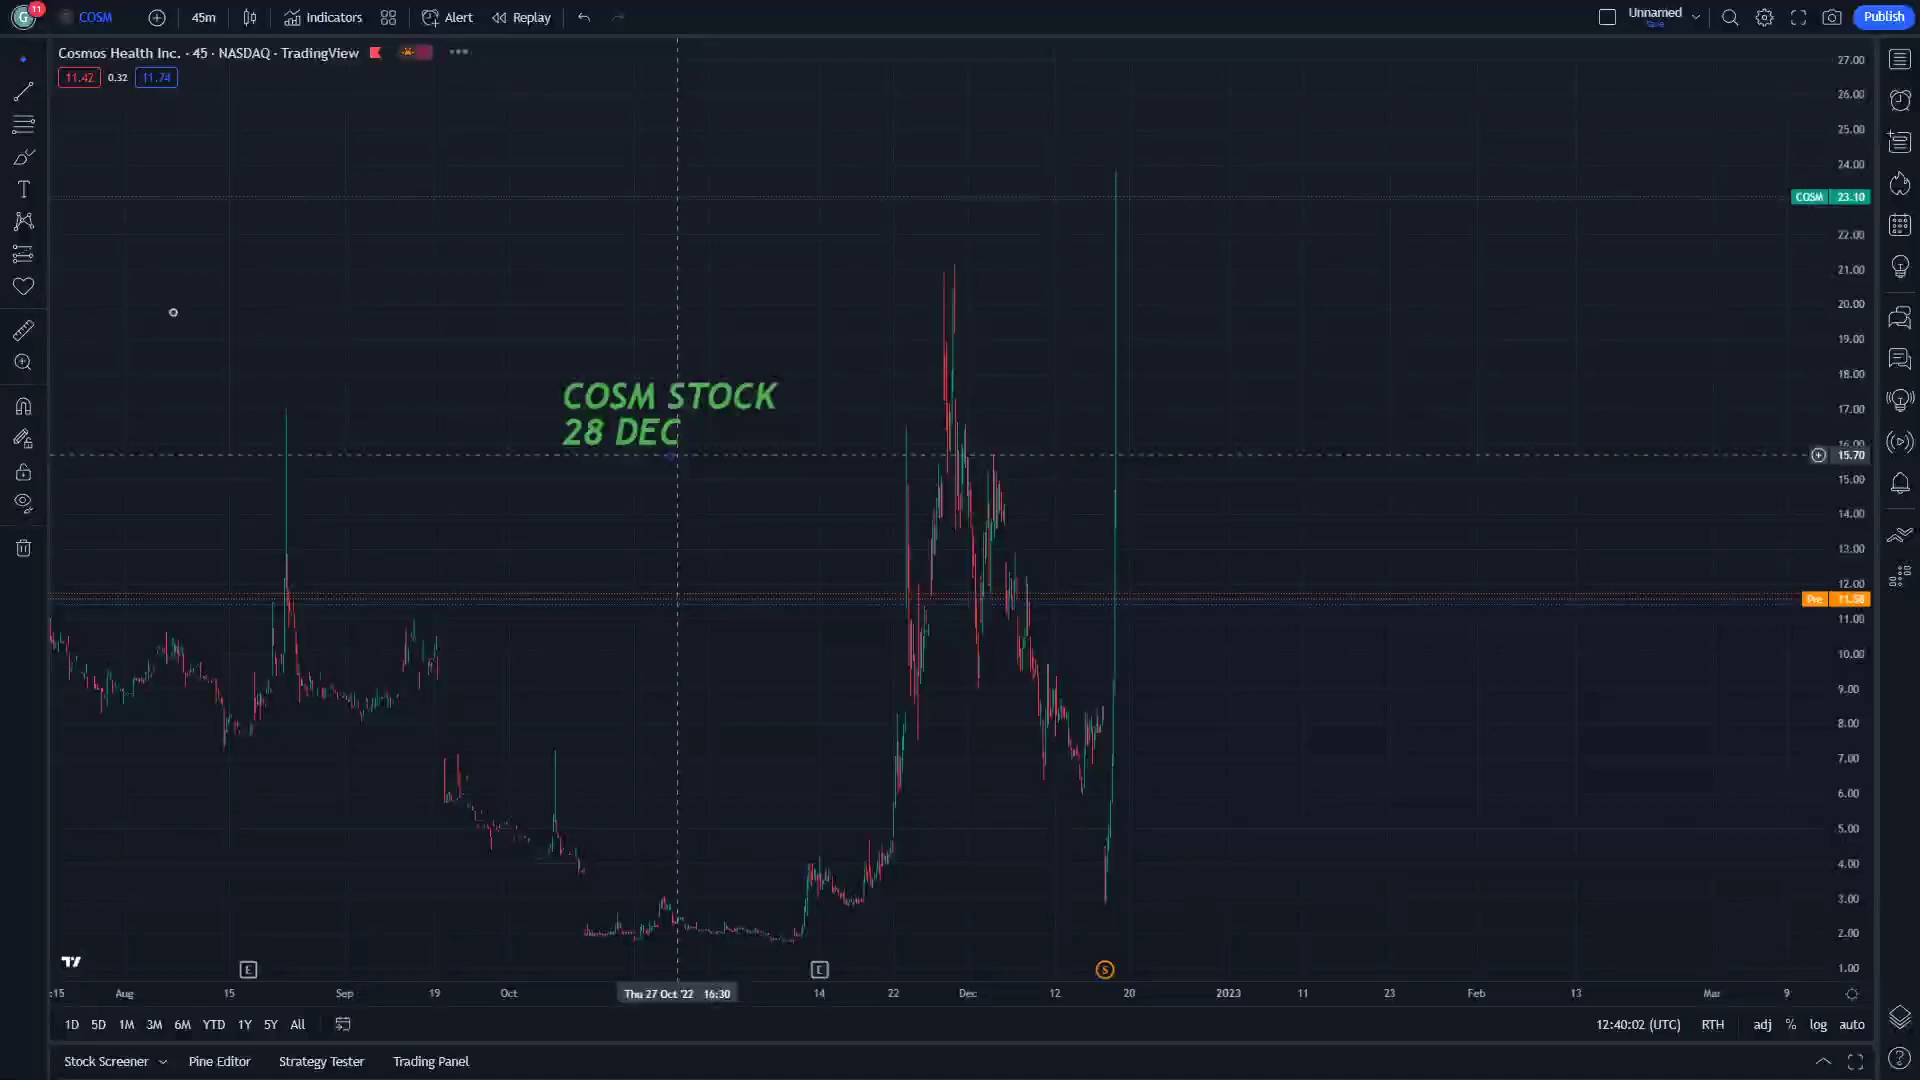 11
COSM
45m
Indicators
Alert
Replay
Unnamed
Save
Publish
Cosmos Health Inc. · 45 · NASDAQ · TradingView
11.42
0.32
11.74
27.00
26.00
25.00
24.00
COSM 23.10
22.00
21.00
20.00
19.00
18.00
17.00
16.00
15.70
15.00
14.00
13.00
12.00
Pre 11.58
11.00
10.00
9.00
8.00
7.00
6.00
5.00
4.00
3.00
2.00
1.00
COSM STOCK
28 DEC
E
E
S
:15 Aug 15 Sep 19 Oct Thu 27 Oct '22 16:30 14 22 Dec 12 20 2023 11 23 Feb 13 Mar 9
1D 5D 1M 3M 6M YTD 1Y 5Y All
12:40:02 (UTC) RTH adj % log auto
Stock Screener Pine Editor Strategy Tester Trading Panel